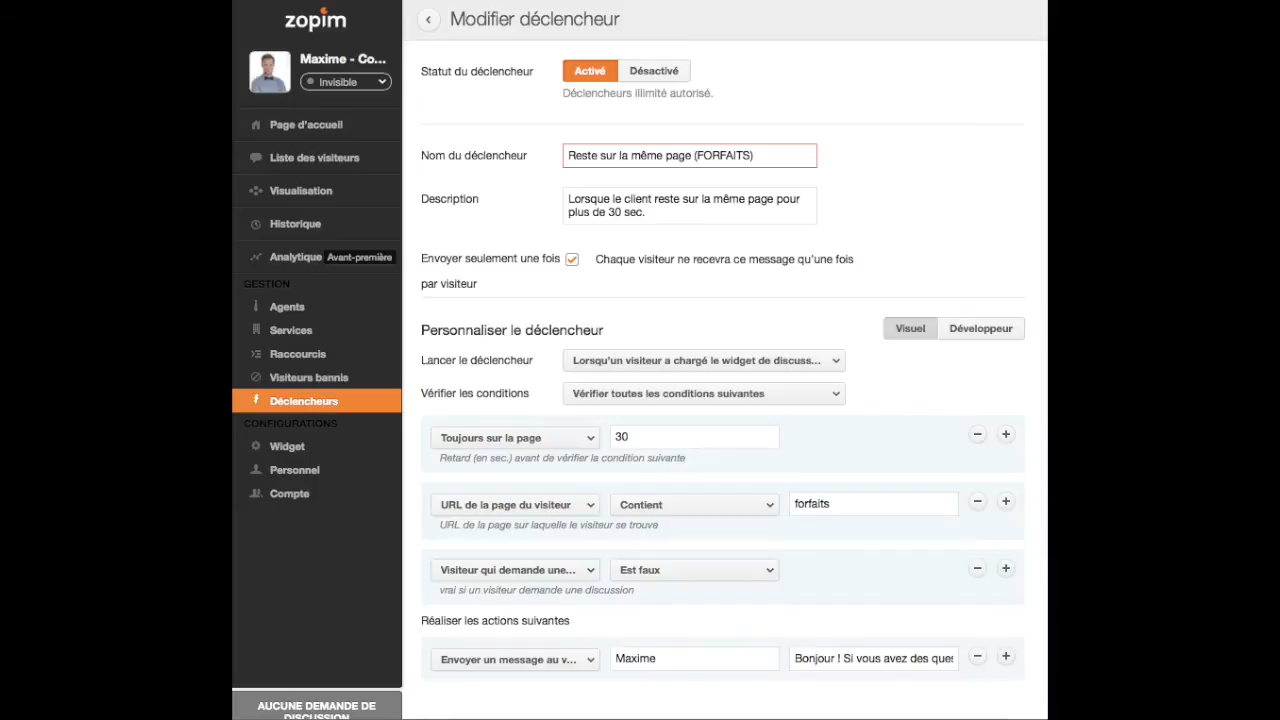 zopim
Maxime - Co...
Invisible
Page d'accueil
Liste des visiteurs
Visualisation
Historique
Analytique Avant-première
GESTION
Agents
Services
Raccourcis
Visiteurs bannis
Déclencheurs
CONFIGURATIONS
Widget
Personnel
Compte
AUCUNE DEMANDE DE
DISCUSSION
Modifier déclencheur
Statut du déclencheur Activé Désactivé
Déclencheurs illimité autorisé.
Nom du déclencheur Reste sur la même page (FORFAITS)
Description Lorsque le client reste sur la même page pour
plus de 30 sec.
Envoyer seulement une fois Chaque visiteur ne recevra ce message qu'une fois
par visiteur
Personnaliser le déclencheur Visuel Développeur
Lancer le déclencheur Lorsqu'un visiteur a chargé le widget de discuss...
Vérifier les conditions Vérifier toutes les conditions suivantes
Toujours sur la page 30
Retard (en sec.) avant de vérifier la condition suivante
URL de la page du visiteur Contient forfaits
URL de la page sur laquelle le visiteur se trouve
Visiteur qui demande une... Est faux
vrai si un visiteur demande une discussion
Réaliser les actions suivantes
Envoyer un message au v... Maxime Bonjour ! Si vous avez des ques